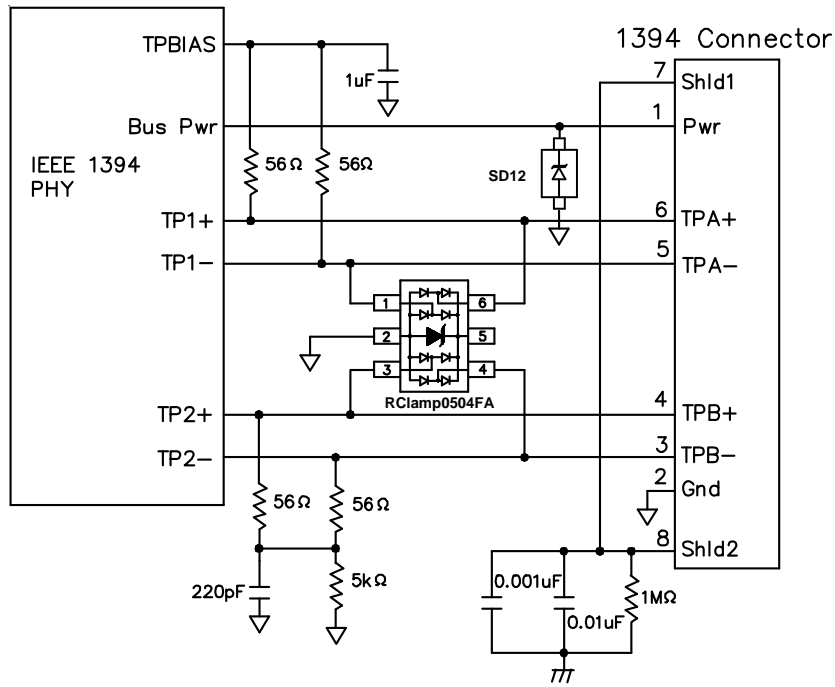 1394 Connector
TPBIAS
1uF
7
Shld1
Bus Pwr
1
Pwr
IEEE 1394
PHY
56Ω
56Ω
SD12
TP1+
6
TPA+
TP1−
5
TPA−
1
6
2
5
3
4
RClamp0504FA
TP2+
4
TPB+
TP2−
3
TPB−
2
Gnd
56Ω
56Ω
8
Shld2
220pF
5kΩ
0.001uF
0.01uF
1MΩ